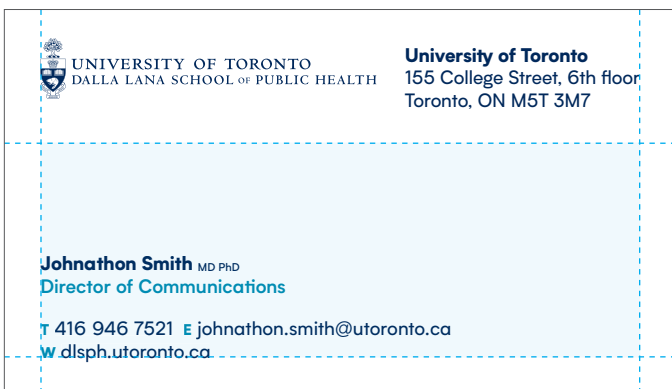 UNIVERSITY OF TORONTO
DALLA LANA SCHOOL OF PUBLIC HEALTH
University of Toronto
155 College Street, 6th floor
Toronto, ON M5T 3M7
Johnathon Smith MD PhD
Director of Communications
T 416 946 7521 E johnathon.smith@utoronto.ca
W dlsph.utoronto.ca